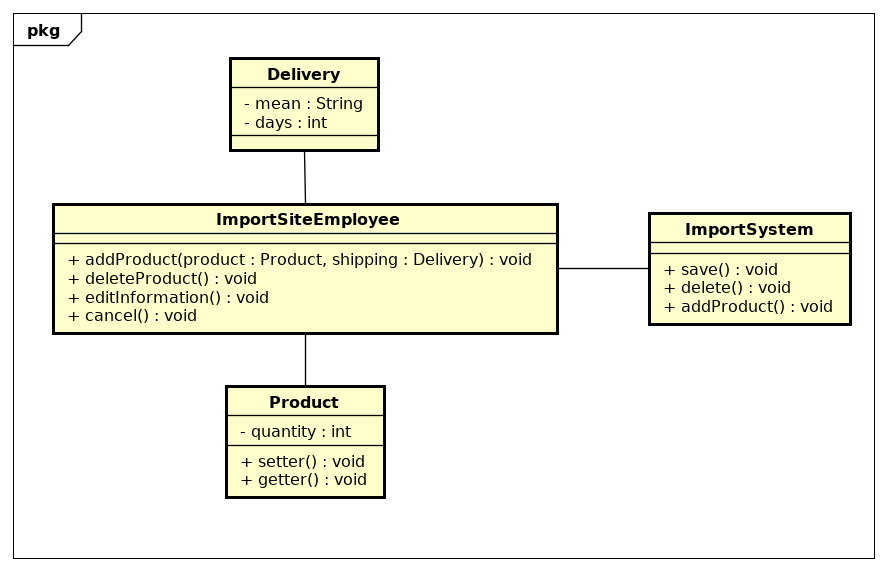 pkg
Delivery
- mean : String
- days : int
ImportSiteEmployee
+ addProduct(product : Product, shipping : Delivery) : void
+ deleteProduct() : void
+ editInformation() : void
+ cancel() : void
ImportSystem
+ save() : void
+ delete() : void
+ addProduct() : void
Product
- quantity : int
+ setter() : void
+ getter() : void